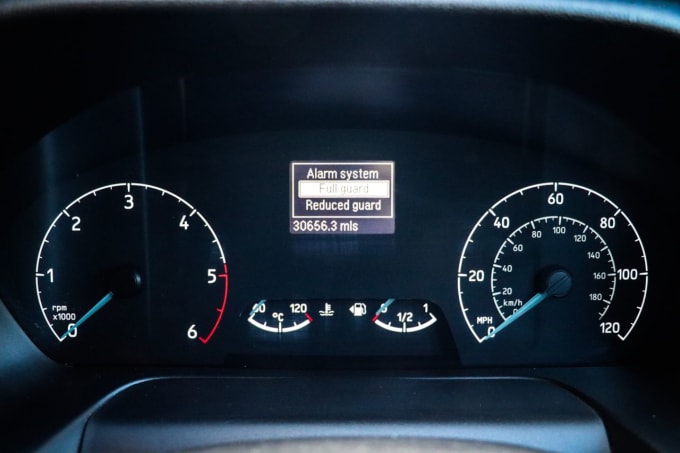 Alarm system
Full guard
Reduced guard
30656.3 mls
0 1 2 3 4 5 6
rpm
x1000
60 120
°C
0 1/2 1
0 20 40 60 80 100 120
MPH
0 20 40 60 80 100 120 140 160 180
km/h